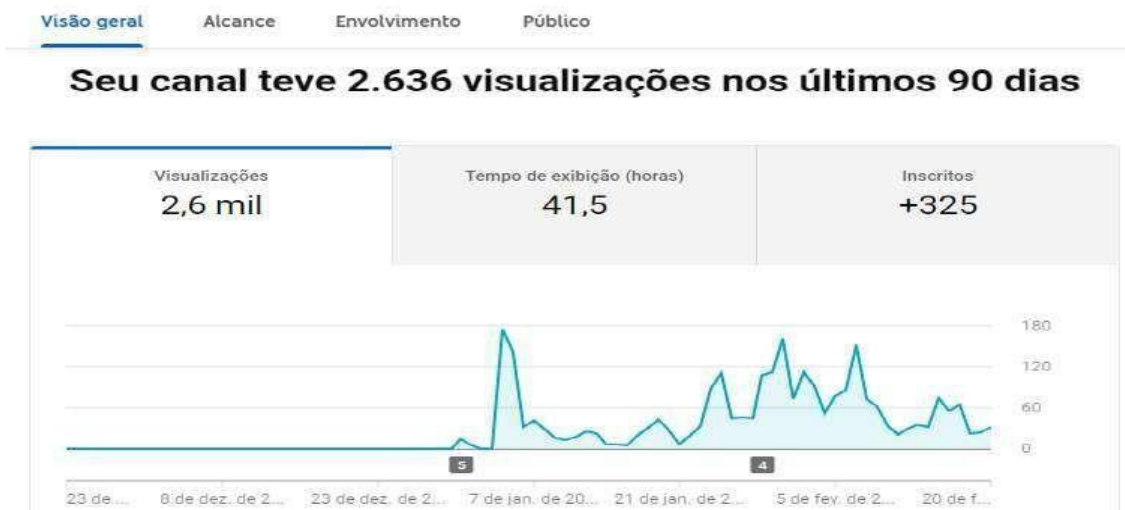 Visão geral Alcance Envolvimento Público
Seu canal teve 2.636 visualizações nos últimos 90 dias
Visualizações Tempo de exibição (horas) Inscritos
2,6 mil 41,5 +325
180
120
60
0
5 4
23 de ... 8 de dez. de 2... 23 de dez. de 2... 7 de jan. de 20... 21 de jan. de 2... 5 de fev. de 2... 20 de f...